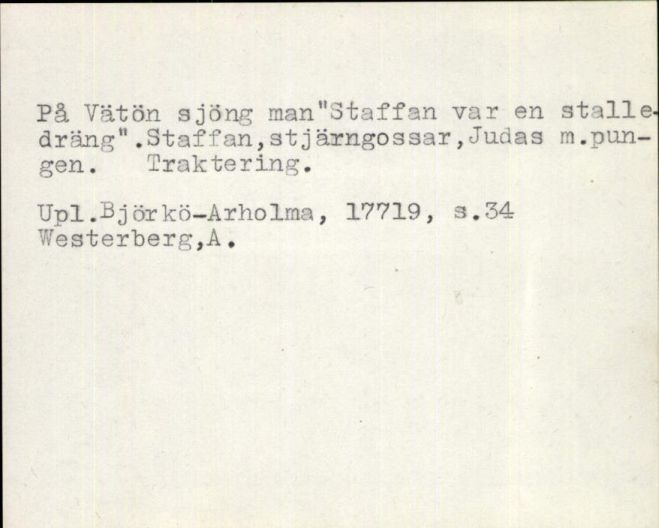 På Vätön sjöng man"Staffan var en stalle-
dräng".Staffan,stjärngossar,Judas m.pun-
gen.   Traktering.
Upl.Björkö-Arholma, 17719, s.34
Westerberg,A.